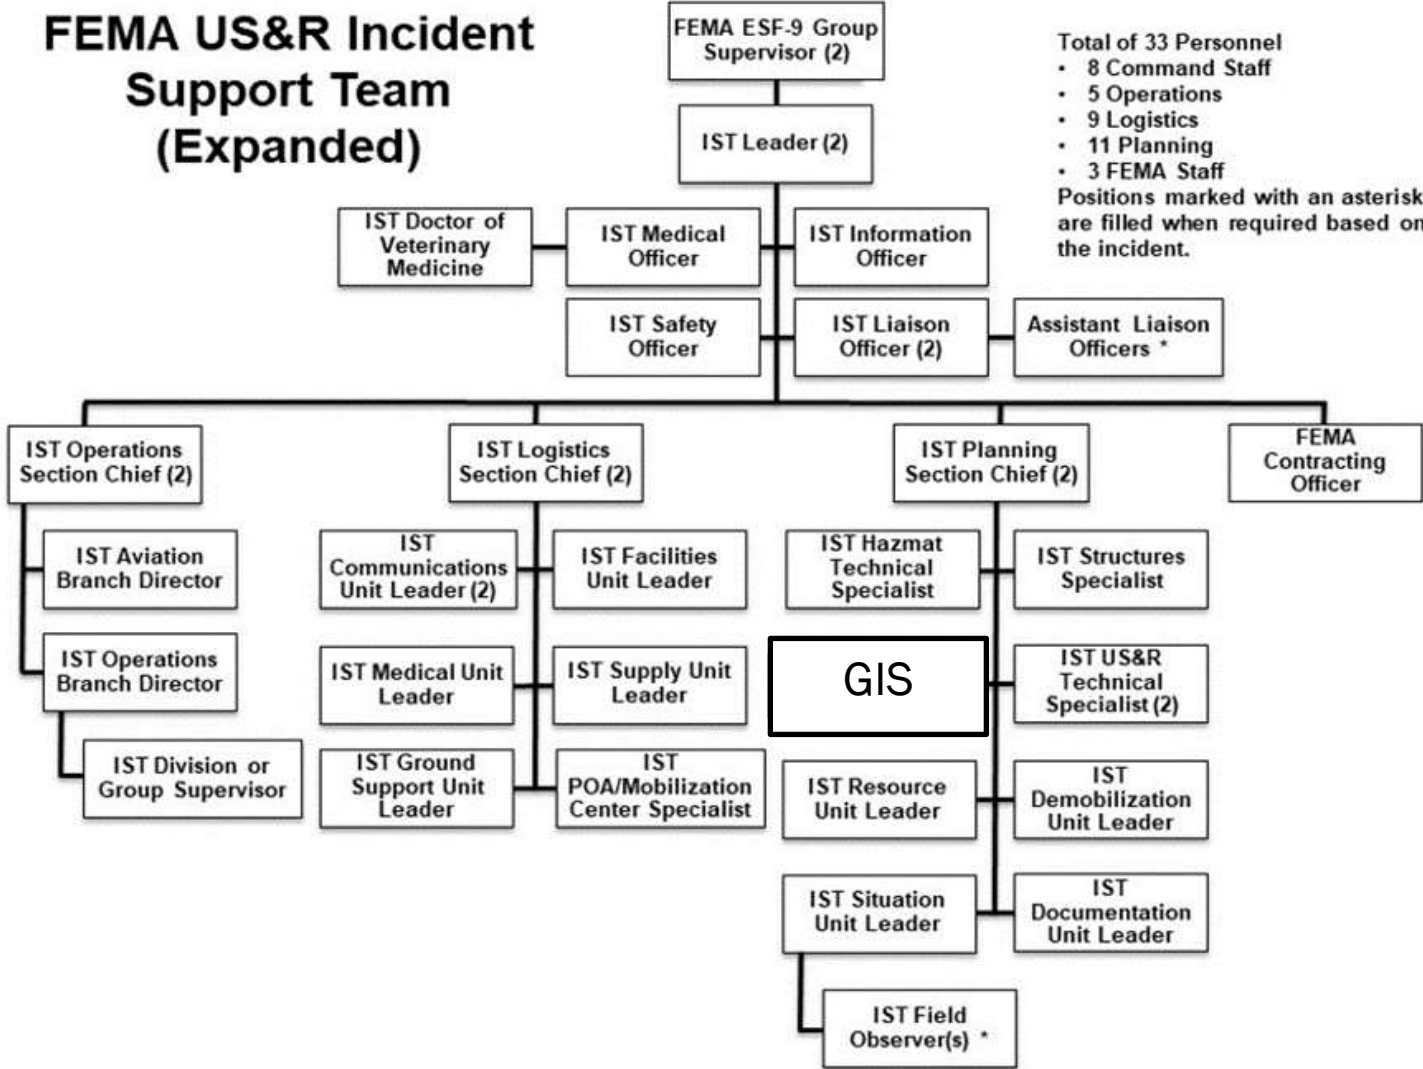 FEMA US&R Incident
Support Team
(Expanded)
FEMA ESF-9 Group
Supervisor (2)
Total of 33 Personnel
• 8 Command Staff
• 5 Operations
• 9 Logistics
• 11 Planning
• 3 FEMA Staff
Positions marked with an asterisk
are filled when required based on
the incident.
IST Leader (2)
IST Doctor of
Veterinary
Medicine
IST Medical
Officer
IST Information
Officer
IST Safety
Officer
IST Liaison
Officer (2)
Assistant Liaison
Officers *
IST Operations
Section Chief (2)
IST Logistics
Section Chief (2)
IST Planning
Section Chief (2)
FEMA
Contracting
Officer
IST Aviation
Branch Director
IST
Communications
Unit Leader (2)
IST Facilities
Unit Leader
IST Hazmat
Technical
Specialist
IST Structures
Specialist
IST Operations
Branch Director
IST Medical Unit
Leader
IST Supply Unit
Leader
GIS
IST US&R
Technical
Specialist (2)
IST Division or
Group Supervisor
IST Ground
Support Unit
Leader
IST
POA/Mobilization
Center Specialist
IST Resource
Unit Leader
IST
Demobilization
Unit Leader
IST Situation
Unit Leader
IST
Documentation
Unit Leader
IST Field
Observer(s) *